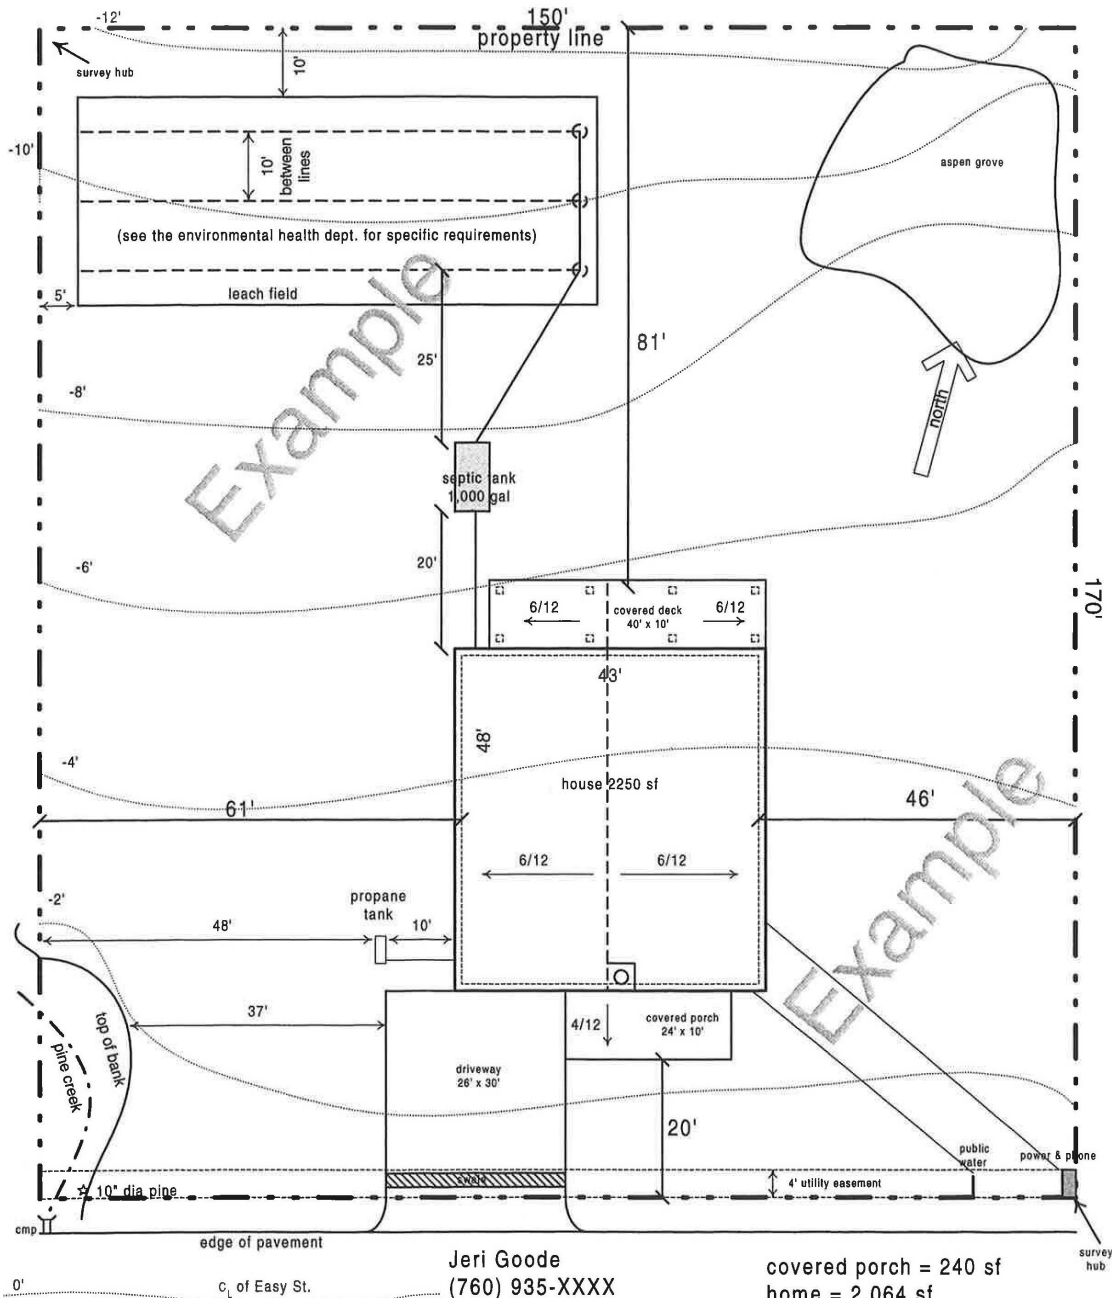 -12'
150'
property line
survey hub
10'
-10'
10'
between
lines
aspen grove
(see the environmental health dept. for specific requirements)
5'
leach field
Example
25'
81'
north
-8'
septic tank
1,000 gal
20'
-6'
170'
6/12
covered deck
40' x 10'
6/12
43'
48'
-4'
house 2250 sf
61'
46'
Example
6/12
6/12
-2'
propane
tank
48'
10'
37'
top of bank
pine creek
4/12
covered porch
24' x 10'
driveway
26' x 30'
20'
public
water
power & phone
10" dia pine
swale
4' utility easement
cmp
edge of pavement
survey
hub
0'
CL of Easy St.
Jeri Goode
(760) 935-XXXX
covered porch = 240 sf
home = 2,064 sf